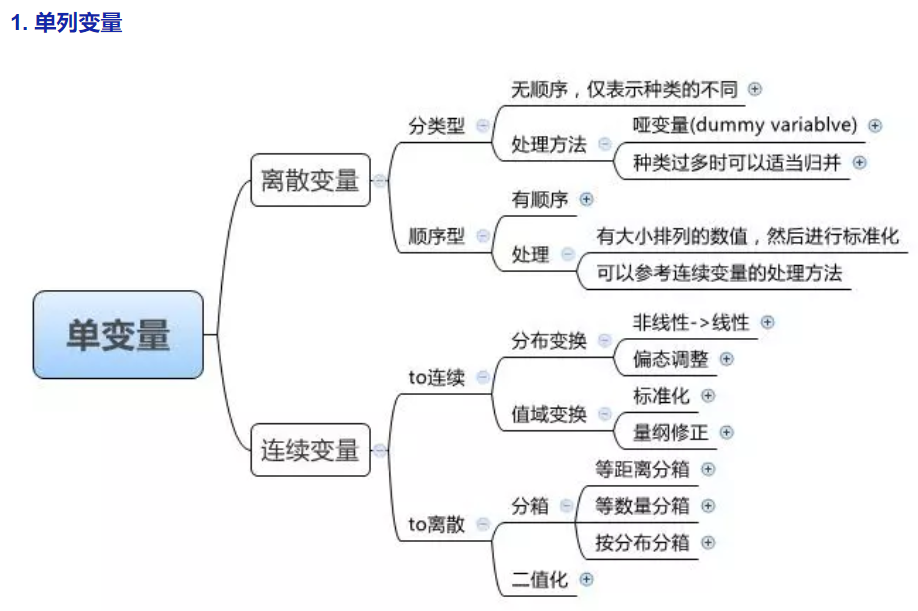 1. 单列变量
无顺序，仅表示种类的不同
分类型
哑变量(dummy variablve)
处理方法
种类过多时可以适当归并
离散变量
有顺序
顺序型
有大小排列的数值，然后进行标准化
处理
可以参考连续变量的处理方法
单变量
非线性->线性
分布变换
偏态调整
to连续
标准化
值域变换
量纲修正
连续变量
等距离分箱
分箱
等数量分箱
to离散
按分布分箱
二值化